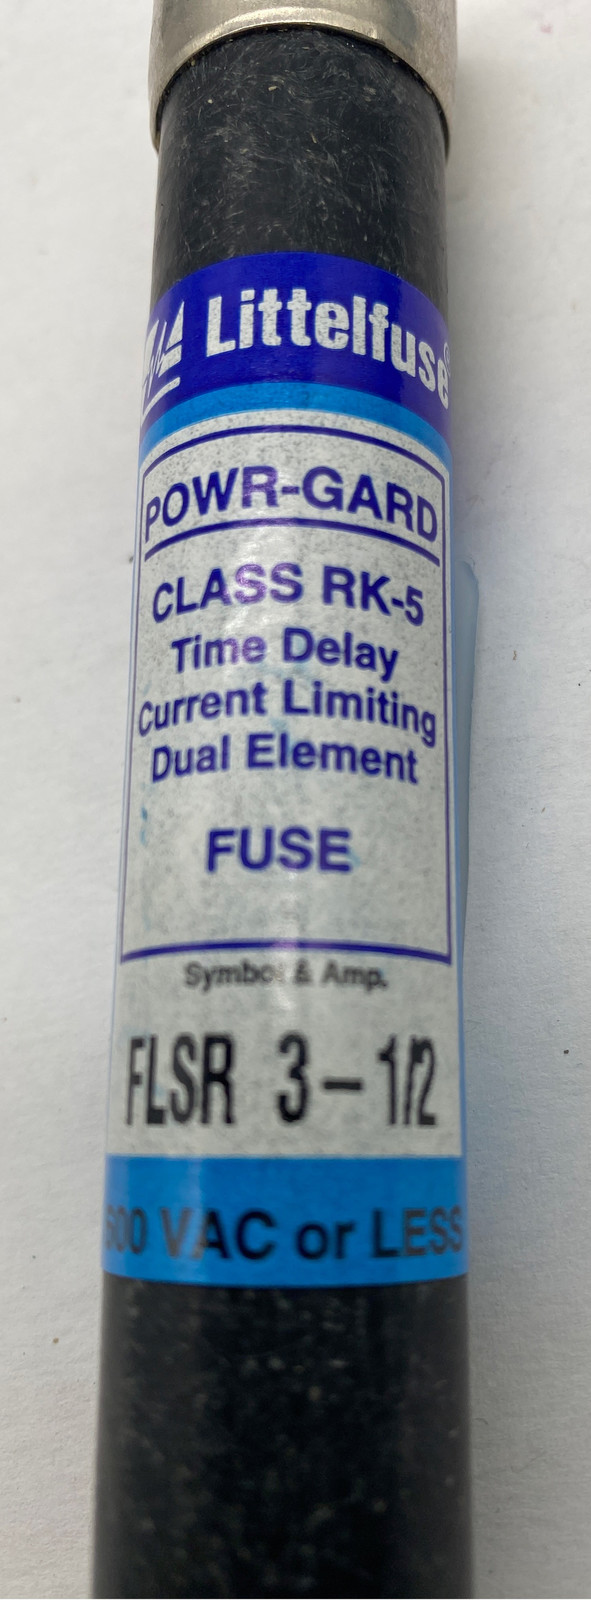 Littelfuse®
POWR-GARD
CLASS RK-5
Time Delay
Current Limiting
Dual Element
FUSE
Symbol & Amp.
FLSR 3-1/2
600 VAC or LESS